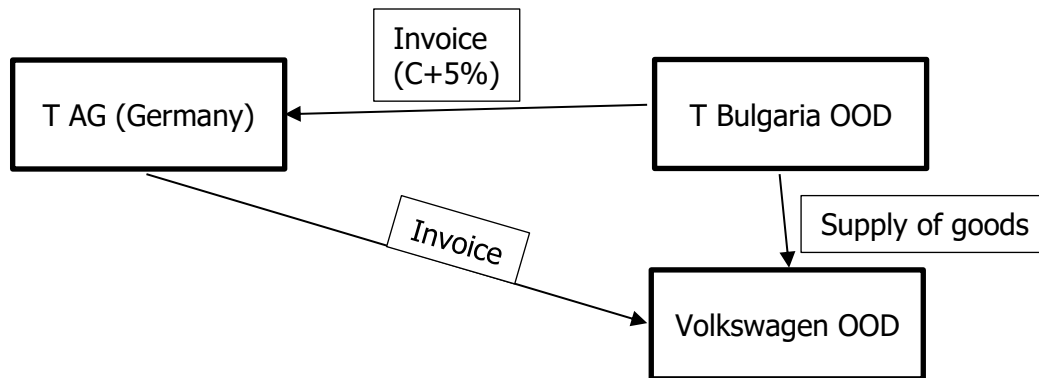 Invoice
(C+5%)
T AG (Germany)
T Bulgaria OOD
Invoice
Supply of goods
Volkswagen OOD